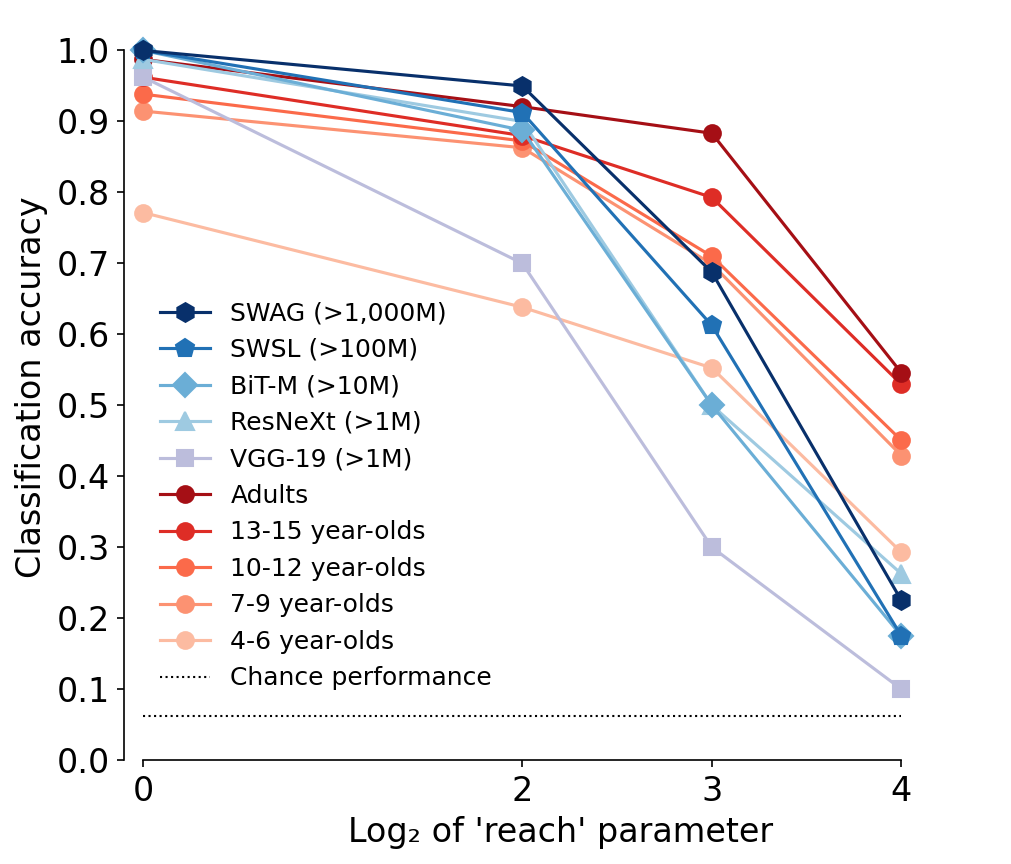 1.0
0.9
0.8
0.7
0.6
0.5
0.4
0.3
0.2
0.1
0.0
Classification accuracy
SWAG (>1,000M)
SWSL (>100M)
BiT-M (>10M)
ResNeXt (>1M)
VGG-19 (>1M)
Adults
13-15 year-olds
10-12 year-olds
7-9 year-olds
4-6 year-olds
Chance performance
0 2 3 4
Log₂ of 'reach' parameter